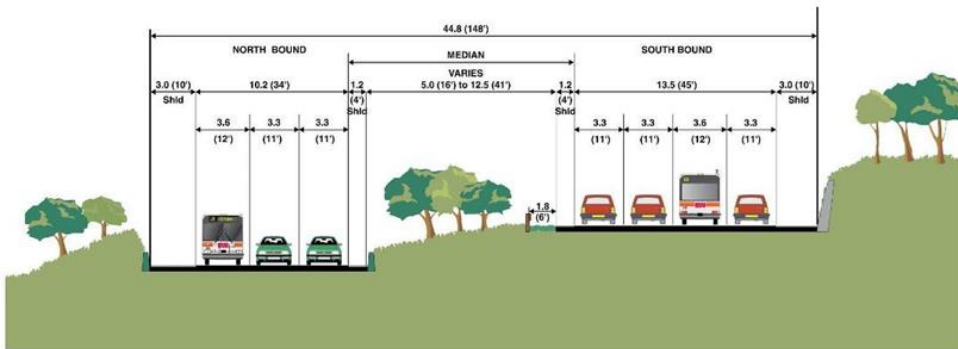 44.8 (148')
NORTH BOUND
SOUTH BOUND
MEDIAN
VARIES
3.0 (10')
10.2 (34')
1.2
5.0 (16') to 12.5 (41')
1.2
13.5 (45')
3.0 (10')
Shld
(4')
Shld
(4')
Shld
Shld
3.6
3.3
3.3
3.3
3.3
3.6
3.3
(12')
(11')
(11')
(11')
(11')
(12')
(11')
1.8
(6')